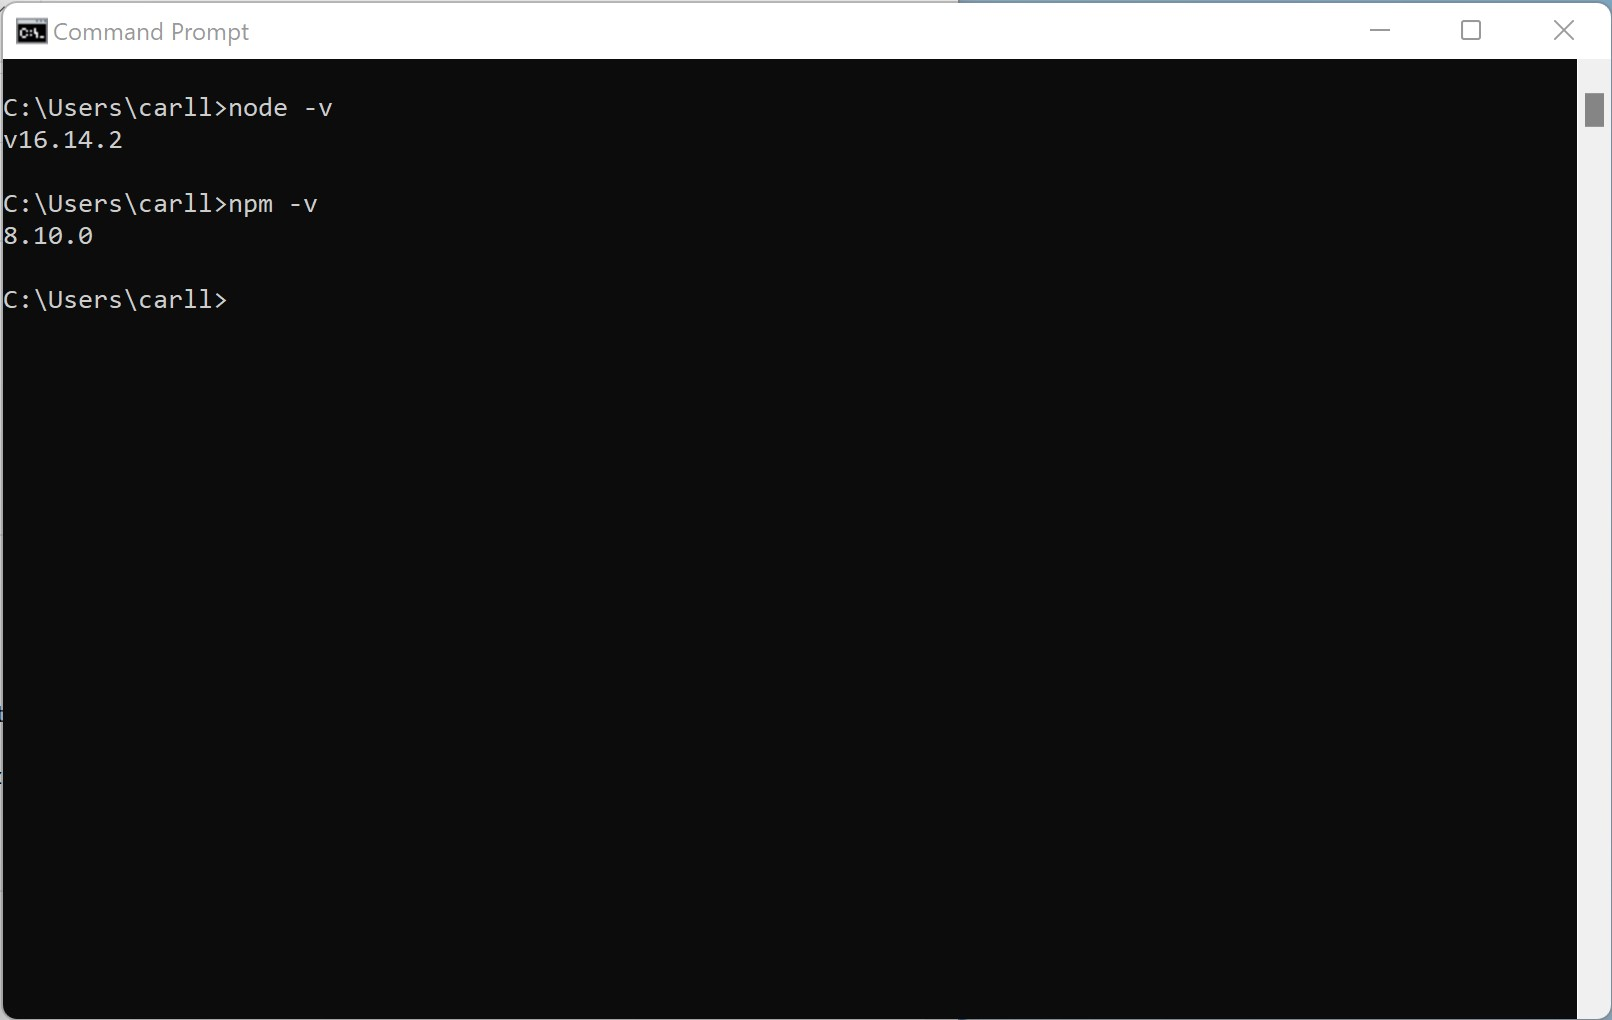 Command Prompt
C:\Users\carll>node -v
v16.14.2
C:\Users\carll>npm -v
8.10.0
C:\Users\carll>